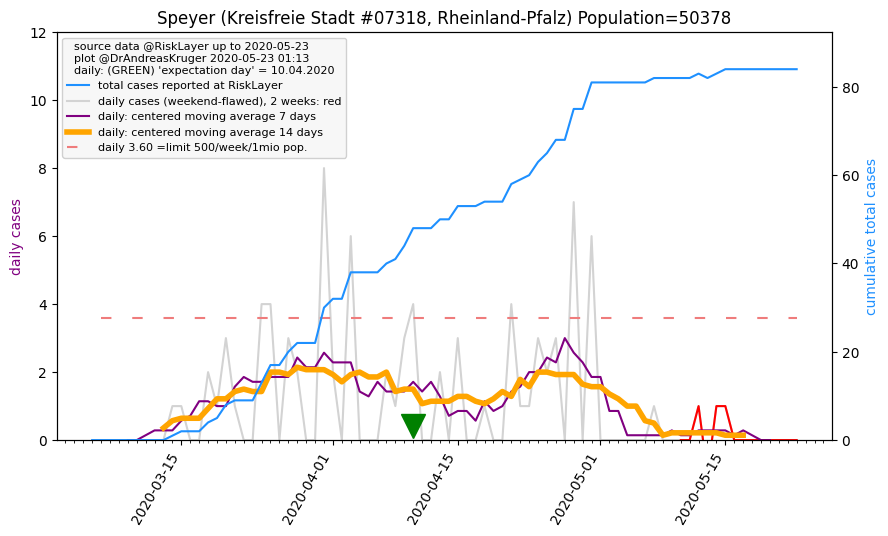 Speyer (Kreisfreie Stadt #07318, Rheinland-Pfalz) Population=50378
source data @RiskLayer up to 2020-05-23
plot @DrAndreasKruger 2020-05-23 01:13
daily: (GREEN) 'expectation day' = 10.04.2020
total cases reported at RiskLayer
daily cases (weekend-flawed), 2 weeks: red
daily: centered moving average 7 days
daily: centered moving average 14 days
daily 3.60 =limit 500/week/1mio pop.
12
10
8
6
4
2
0
daily cases
80
60
40
20
0
cumulative total cases
2020-03-15
2020-04-01
2020-04-15
2020-05-01
2020-05-15